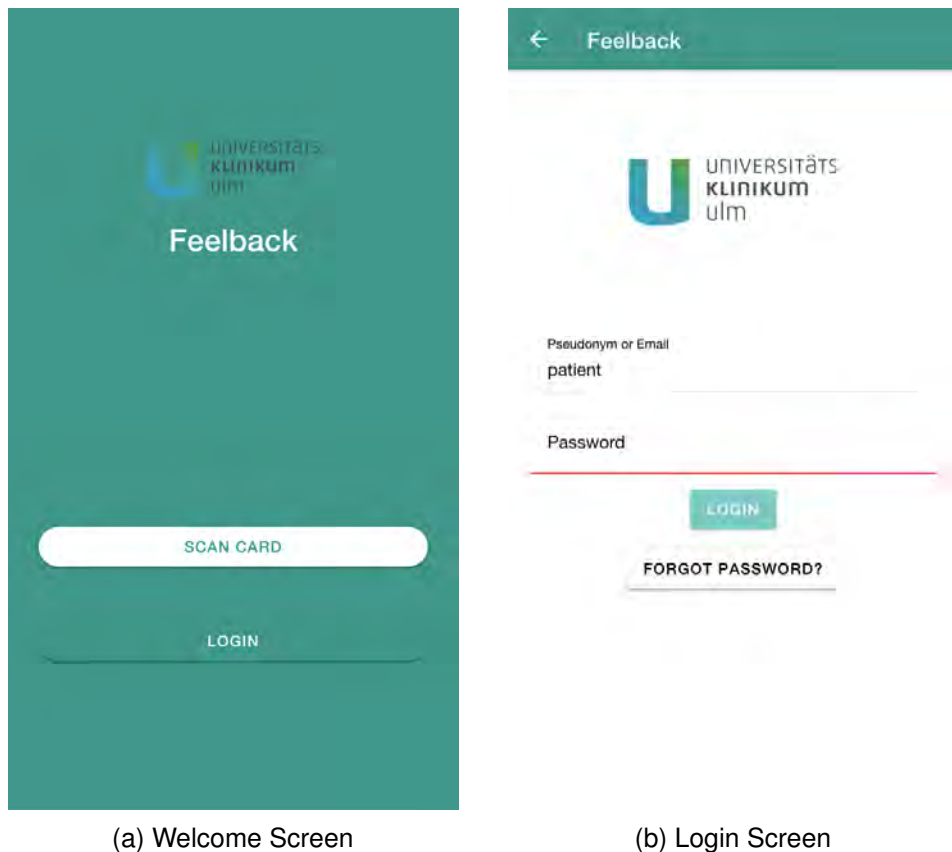 UNIVERSITäTS
KLINIKUM
ulm
Feelback
SCAN CARD
LOGIN
(a) Welcome Screen
Feelback
UNIVERSITäTS
KLINIKUM
ulm
Pseudonym or Email
patient
Password
LOGIN
FORGOT PASSWORD?
(b) Login Screen